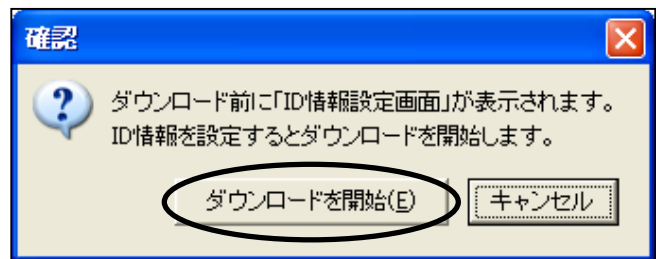 確認
ダウンロード前に「ID情報設定画面」が表示されます。
ID情報を設定するとダウンロードを開始します。
ダウンロードを開始(E)
キャンセル